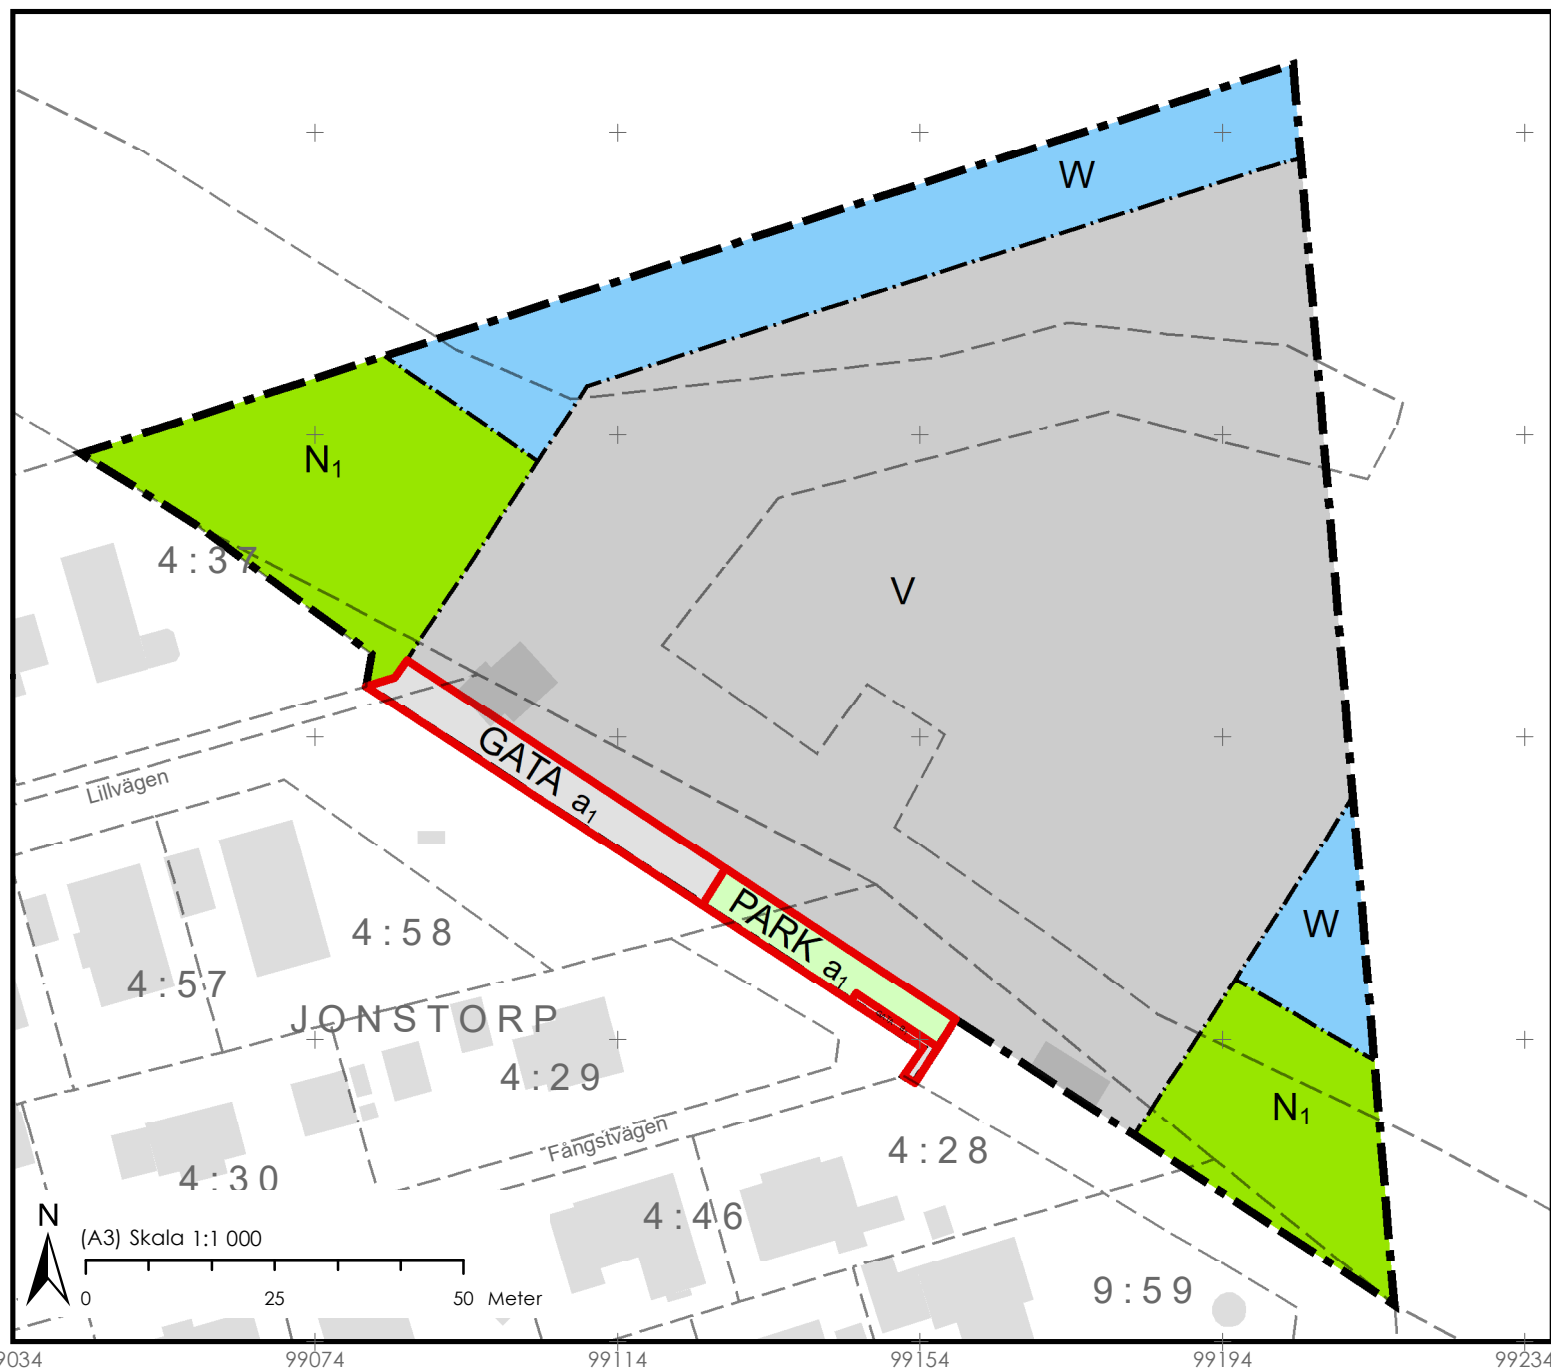 W
N₁
4:37
V
GATA a₁
Lillvägen
PARK a₁
W
4:58
4:57
JONSTORP
4:29
N₁
Fångstvägen
4:28
4:30
4:46
N
(A3) Skala 1:1 000
0 25 50 Meter
9:59
99074 99114 99154 99194